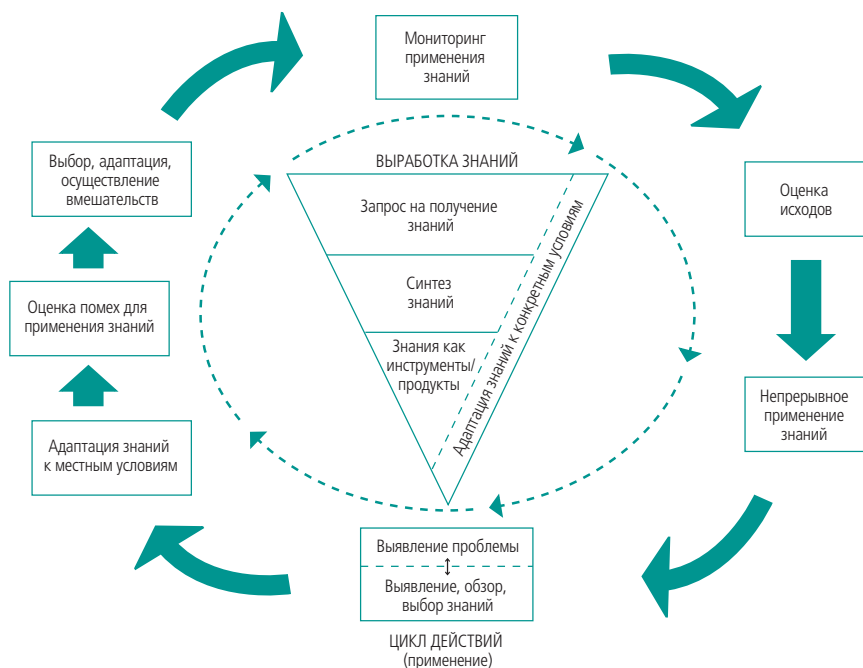 Мониторинг
применения
знаний
Выбор, адаптация,
осуществление
вмешательств
ВЫРАБОТКА ЗНАНИЙ
Оценка
исходов
Запрос на получение
знаний
Синтез
знаний
Знания как
инструменты/
продукты
Адаптация знаний к конкретным условиям
Оценка помех для
применения знаний
Непрерывное
применение
знаний
Адаптация знаний
к местным условиям
Выявление проблемы
Выявление, обзор,
выбор знаний
ЦИКЛ ДЕЙСТВИЙ
(применение)